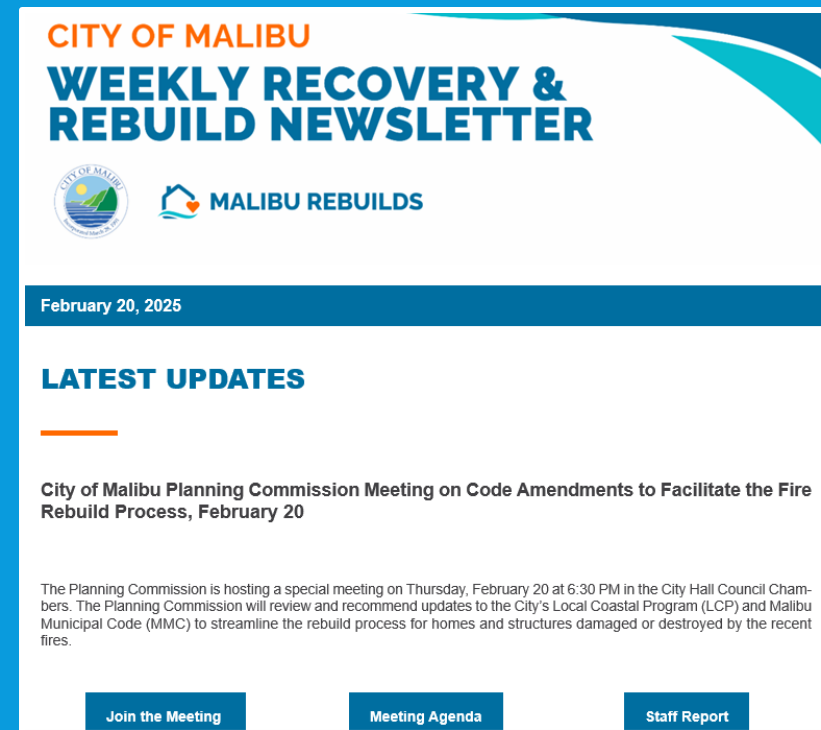 CITY OF MALIBU
WEEKLY RECOVERY &
REBUILD NEWSLETTER
CITY OF MALIBU
MALIBU REBUILDS
February 20, 2025
LATEST UPDATES
City of Malibu Planning Commission Meeting on Code Amendments to Facilitate the Fire
Rebuild Process, February 20
The Planning Commission is hosting a special meeting on Thursday, February 20 at 6:30 PM in the City Hall Council Cham-
bers. The Planning Commission will review and recommend updates to the City's Local Coastal Program (LCP) and Malibu
Municipal Code (MMC) to streamline the rebuild process for homes and structures damaged or destroyed by the recent
fires.
Join the Meeting
Meeting Agenda
Staff Report